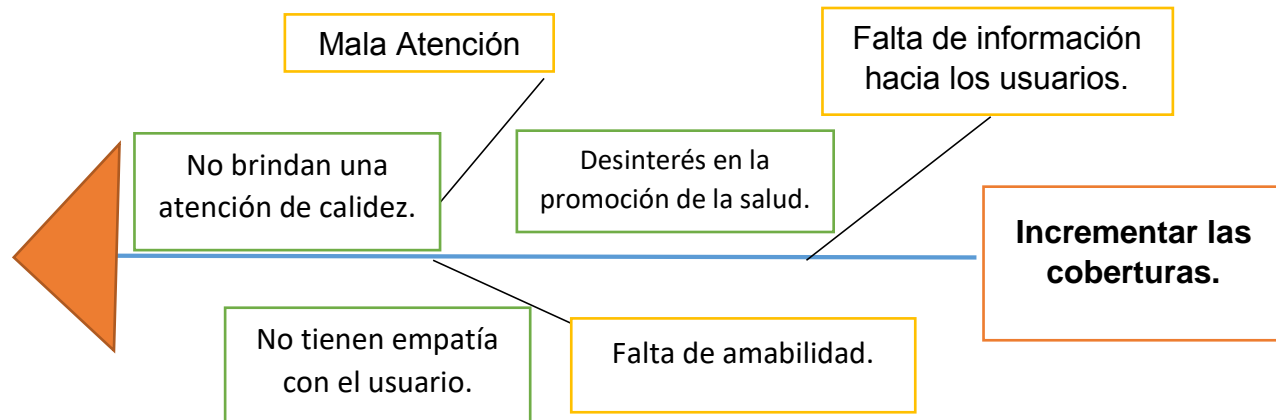 Mala Atención
Falta de información
hacia los usuarios.
No brindan una
atención de calidez.
Desinterés en la
promoción de la salud.
Incrementar las
coberturas.
No tienen empatía
con el usuario.
Falta de amabilidad.